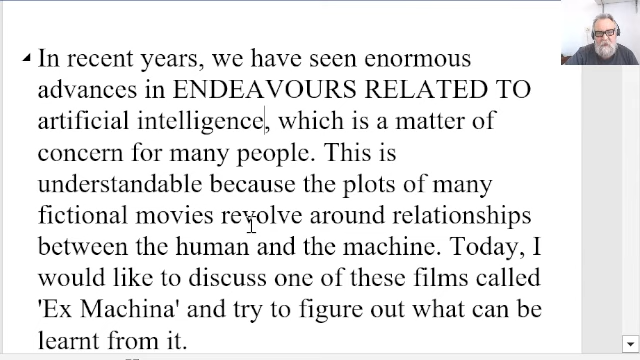 In recent years, we have seen enormous
advances in ENDEAVOURS RELATED TO
artificial intelligence, which is a matter of
concern for many people. This is
understandable because the plots of many
fictional movies revolve around relationships
between the human and the machine. Today, I
would like to discuss one of these films called
'Ex Machina' and try to figure out what can be
learnt from it.